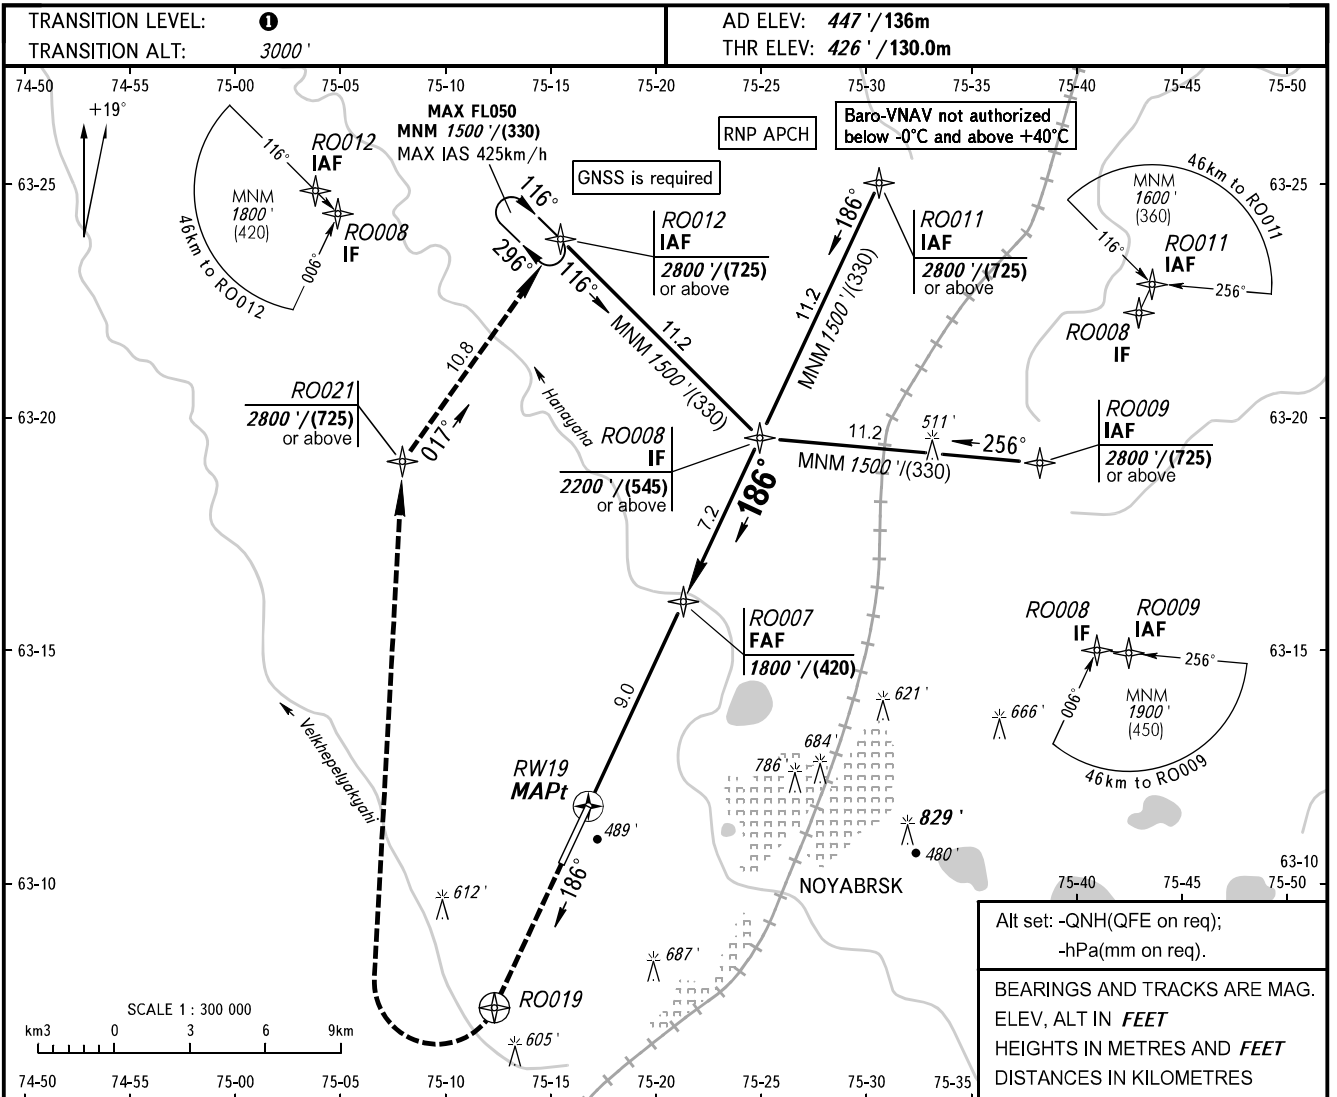 TRANSITION LEVEL: ❶
TRANSITION ALT: 3000 '
AD ELEV: 447 '/136m
THR ELEV: 426 ' /130.0m
74-50 74-55 75-00 75-05 75-10 75-15 75-20 75-25 75-30 75-35 75-40 75-45 75-50
+19°
116°
RO012
IAF
MNM
1800 '
(420)
RO008
IF
006°
46km to RO012
MAX FL050
MNM 1500 '/(330)
MAX IAS 425km/h
GNSS is required
RNP APCH
Baro-VNAV not authorized
below -0°C and above +40°C
63-25
63-25
116°
296°
116°
11.2
MNM 1500 '/(330)
RO012
IAF
2800 '/(725)
or above
186°
11.2
MNM 1500 '/(330)
RO011
IAF
2800 '/(725)
or above
46km to RO011
MNM
1600 '
(360)
116°
RO011
IAF
256°
RO008
IF
10.8
017°
RO021
2800 '/(725)
or above
Hanayaha
RO008
IF
2200 '/(545)
or above
63-20
63-20
11.2
MNM 1500 '/(330)
511 '
256°
RO009
IAF
2800 '/(725)
or above
7.2
186°
RO007
FAF
1800 '/(420)
63-15
63-15
RO008
IF
RO009
IAF
256°
006°
MNM
1900 '
(450)
46km to RO009
9.0
621 '
666 '
684 '
786 '
829 '
480 '
Velkhepelyakyahi
RW19
MAPt
489 '
186°
612 '
NOYABRSK
63-10
63-10
75-40 75-45 75-50
687 '
RO019
605 '
SCALE 1 : 300 000
km3 0 3 6 9km
74-50 74-55 75-00 75-05 75-10 75-15 75-20 75-25 75-30 75-35
Alt set: -QNH(QFE on req);
-hPa(mm on req).
BEARINGS AND TRACKS ARE MAG.
ELEV, ALT IN FEET
HEIGHTS IN METRES AND FEET
DISTANCES IN KILOMETRES